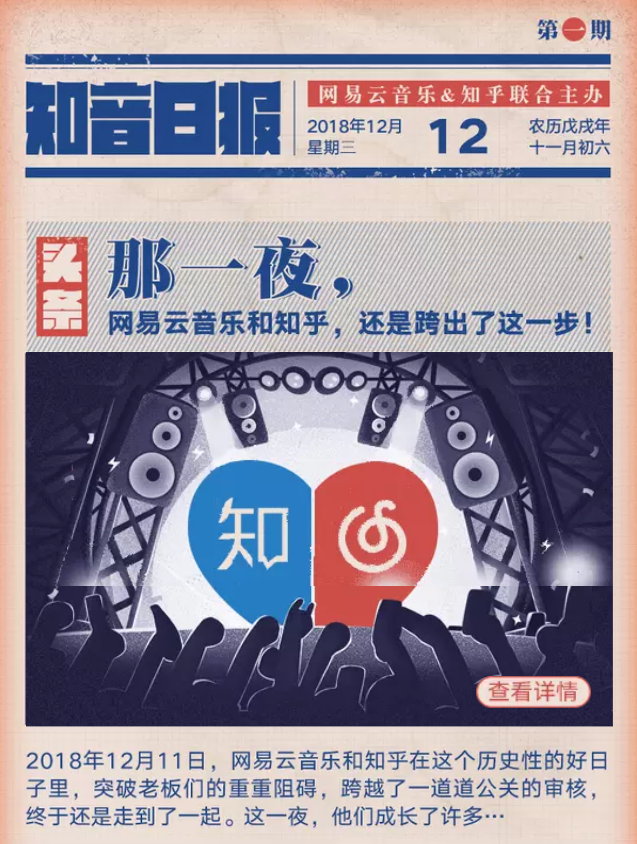 第一期
知音日报
网易云音乐&知乎联合主办
2018年12月
星期三
12
农历戊戌年
十一月初六
头条
那一夜，
网易云音乐和知乎，还是跨出了这一步！
知
查看详情
2018年12月11日，网易云音乐和知乎在这个历史性的好日
子里，突破老板们的重重阻碍，跨越了一道道公关的审核，
终于还是走到了一起。这一夜，他们成长了许多…